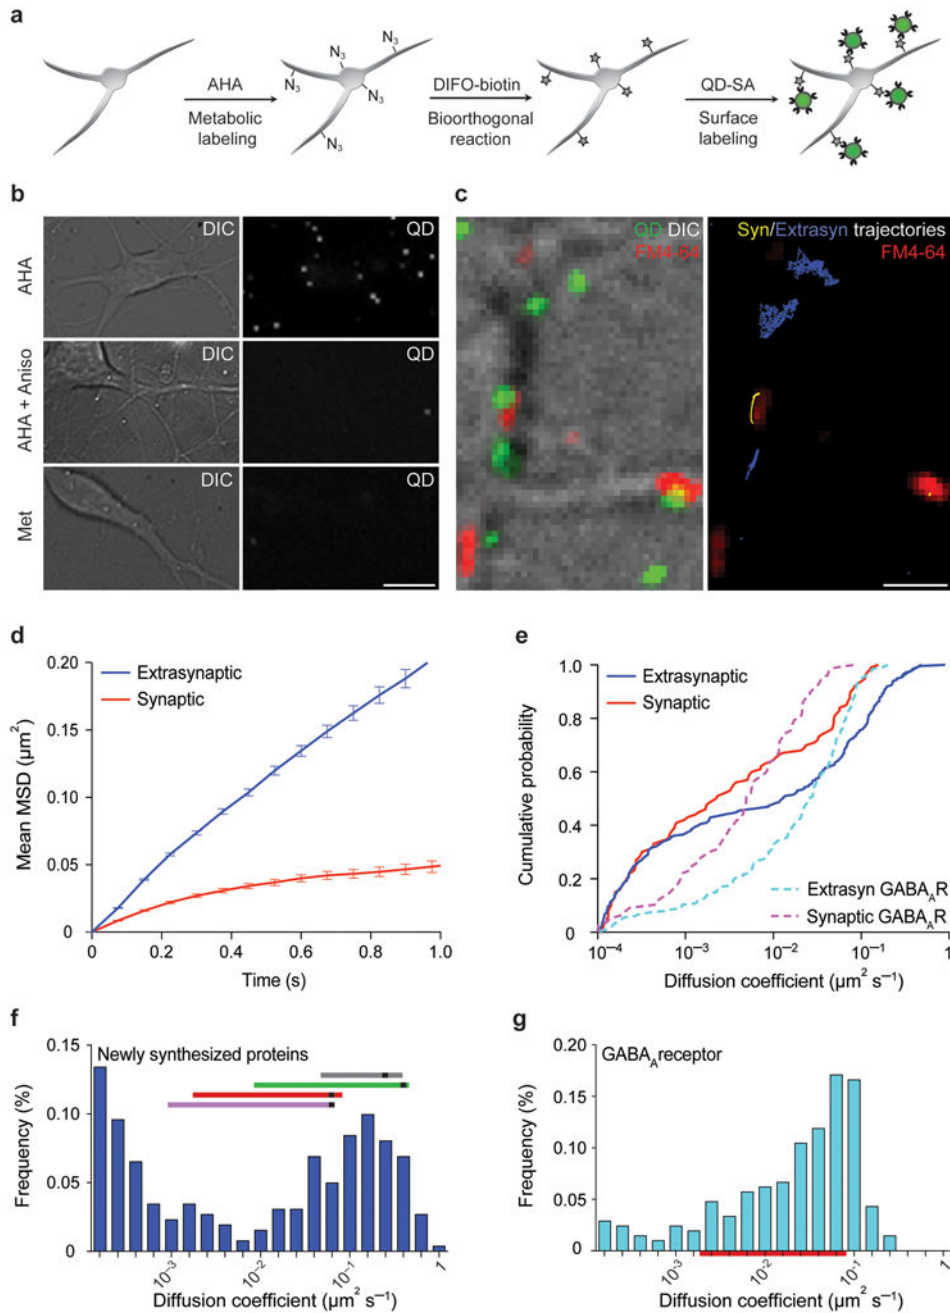 a
N3
N3
N3
N3
N3
AHA
Metabolic
labeling
DIFO-biotin
Bioorthogonal
reaction
QD-SA
Surface
labeling
b
AHA
DIC
QD
AHA + Aniso
DIC
QD
Met
DIC
QD
c
QD DIC
FM4-64
Syn/Extrasyn trajectories
FM4-64
d
Mean MSD (µm²)
0.20
0.15
0.10
0.05
0
Extrasynaptic
Synaptic
0 0.2 0.4 0.6 0.8 1.0
Time (s)
e
Cumulative probability
1.0
0.8
0.6
0.4
0.2
0.0
Extrasynaptic
Synaptic
Extrasyn GABA_AR
Synaptic GABA_AR
10⁻⁴ 10⁻³ 10⁻² 10⁻¹ 1
Diffusion coefficient (µm² s⁻¹)
f
Frequency (%)
0.15
0.10
0.05
0
Newly synthesized proteins
10⁻³ 10⁻² 10⁻¹ 1
Diffusion coefficient (µm² s⁻¹)
g
Frequency (%)
0.20
0.15
0.10
0.05
0
GABA_A receptor
10⁻³ 10⁻² 10⁻¹ 1
Diffusion coefficient (µm² s⁻¹)